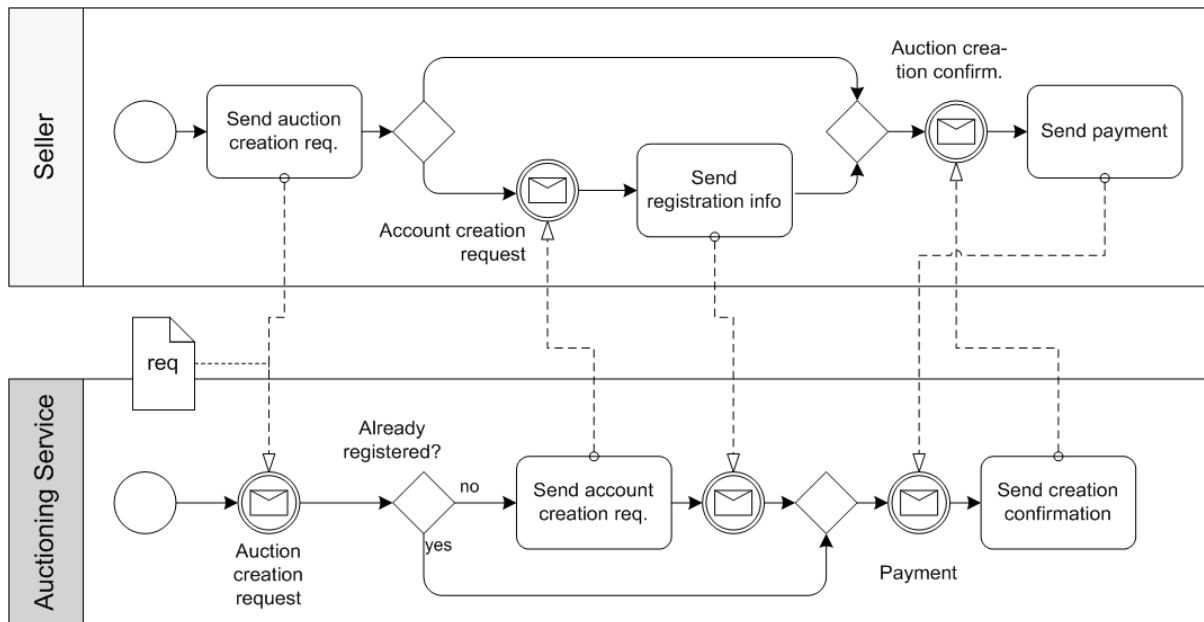 Seller
Send auction
creation req.
Account creation
request
Send
registration info
Auction crea-
tion confirm.
Send payment
req
Auctioning Service
Auction
creation
request
Already
registered?
no
yes
Send account
creation req.
Payment
Send creation
confirmation